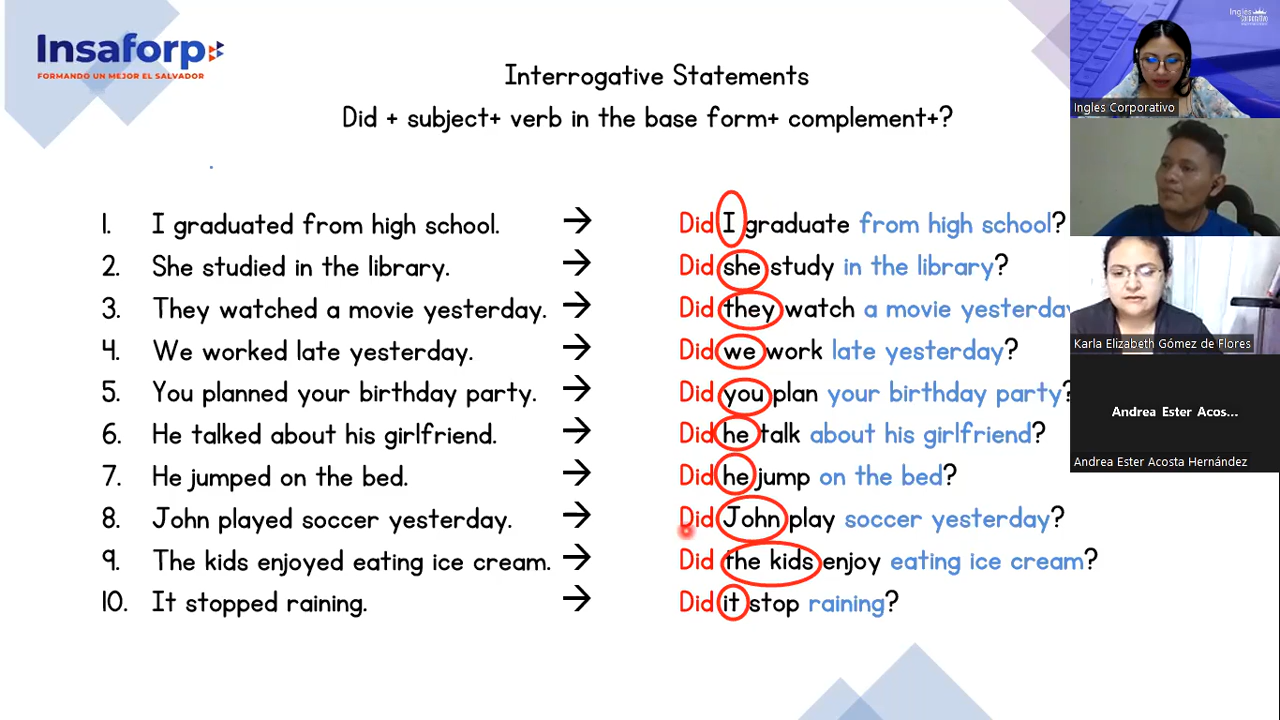 Insaforp
FORMANDO UN MEJOR EL SALVADOR
Interrogative Statements
Did + subject+ verb in the base form+ complement+?
1. I graduated from high school. → Did I graduate from high school?
2. She studied in the library. → Did she study in the library?
3. They watched a movie yesterday. → Did they watch a movie yesterday
4. We worked late yesterday. → Did we work late yesterday?
5. You planned your birthday party. → Did you plan your birthday party?
6. He talked about his girlfriend. → Did he talk about his girlfriend?
7. He jumped on the bed. → Did he jump on the bed?
8. John played soccer yesterday. → Did John play soccer yesterday?
9. The kids enjoyed eating ice cream. → Did the kids enjoy eating ice cream?
10. It stopped raining. → Did it stop raining?
Ingles Corporativo
Karla Elizabeth Gómez de Flores
Andrea Ester Acos...
Andrea Ester Acosta Hernández